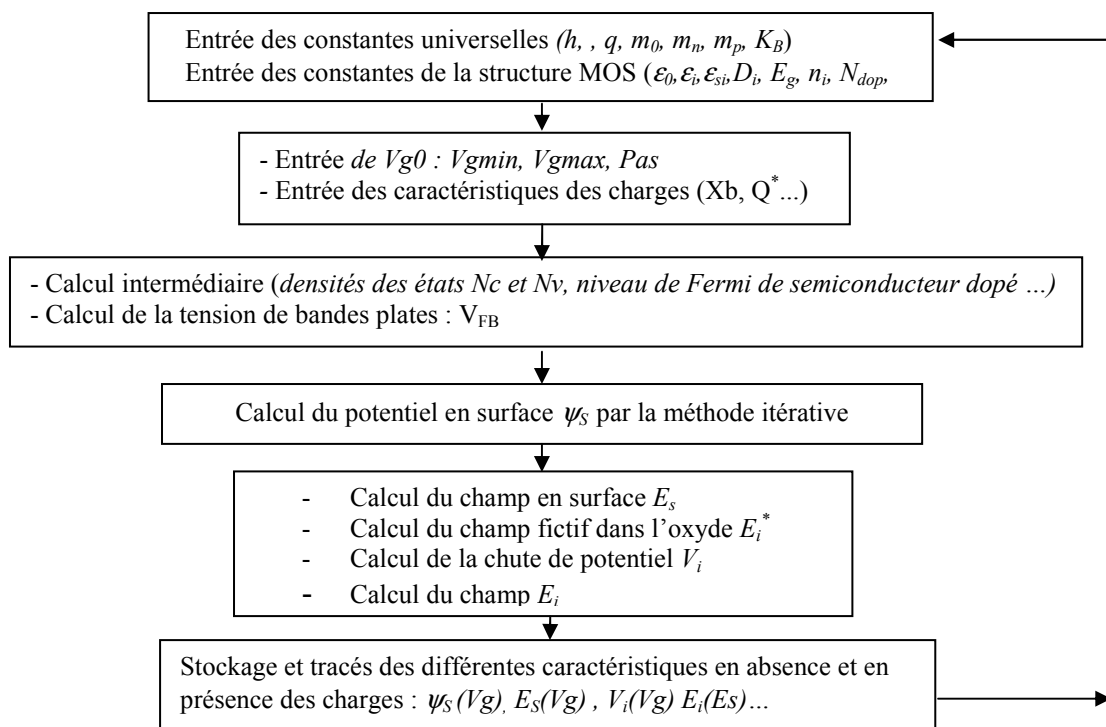 Entrée des constantes universelles (h, , q, m0, mn, mp, KB)
Entrée des constantes de la structure MOS (ε0,εi,εsi,Di, Eg, ni, Ndop,
- Entrée de Vg0 : Vgmin, Vgmax, Pas
- Entrée des caractéristiques des charges (Xb, Q*...)
- Calcul intermédiaire (densités des états Nc et Nv, niveau de Fermi de semiconducteur dopé …)
- Calcul de la tension de bandes plates : VFB
Calcul du potentiel en surface ψS par la méthode itérative
- Calcul du champ en surface Es
- Calcul du champ fictif dans l’oxyde Ei*
- Calcul de la chute de potentiel Vi
- Calcul du champ Ei
Stockage et tracés des différentes caractéristiques en absence et en
présence des charges : ψS(Vg), ES(Vg) , Vi(Vg) Ei(Es)…